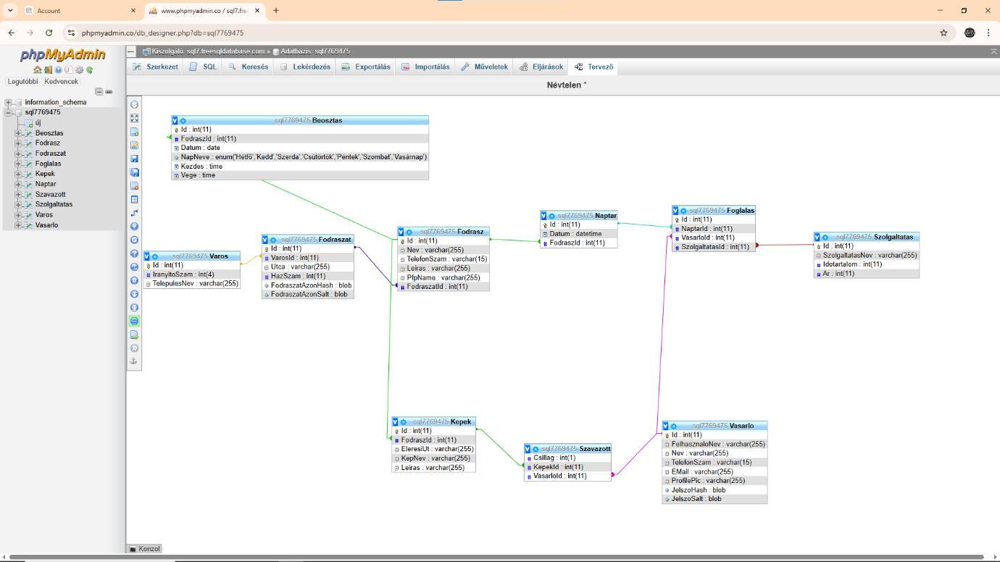 Account
www.phpmyadmin.co / sql7.fre
phpmyadmin.co/db_designer.php?db=sql7769475
phpMyAdmin
Legutóbbi Kedvencek
information_schema
sql7769475
új
Beosztas
Fodrasz
Fodraszat
Foglalas
Kepek
Naptar
Szavazott
Szolgaltatas
Varos
Vasarlo
Kiszolgáló: sql7.freesqldatabase.com » Adatbázis: sql7769475
Szerkezet SQL Keresés Lekérdezés Exportálás Importálás Műveletek Eljárások Tervező
Névtelen *
sql7769475 Beosztas
Id : int(11)
FodraszId : int(11)
Datum : date
NapNeve : enum('Hétfő','Kedd','Szerda','Csütörtök','Péntek','Szombat','Vasárnap')
Kezdes : time
Vege : time
sql7769475 Varos
Id : int(11)
IranyitoSzam : int(4)
TelepulesNev : varchar(255)
sql7769475 Fodraszat
Id : int(11)
VarosId : int(11)
Utca : varchar(255)
HazSzam : int(11)
FodraszatAzonHash : blob
FodraszatAzonSalt : blob
sql7769475 Fodrasz
Id : int(11)
Nev : varchar(255)
TelefonSzam : varchar(15)
Leiras : varchar(255)
PfpName : varchar(255)
FodraszatId : int(11)
sql7769475 Naptar
Id : int(11)
Datum : datetime
FodraszId : int(11)
sql7769475 Foglalas
Id : int(11)
NaptarId : int(11)
VasarloId : int(11)
SzolgaltatasId : int(11)
sql7769475 Szolgaltatas
Id : int(11)
SzolgaltatasNev : varchar(255)
Idotartalom : int(11)
Ar : int(11)
sql7769475 Kepek
Id : int(11)
FodraszId : int(11)
EleresiUt : varchar(255)
KepNev : varchar(255)
Leiras : varchar(255)
sql7769475 Szavazott
Csillag : int(1)
KepekId : int(11)
VasarloId : int(11)
sql7769475 Vasarlo
Id : int(11)
FelhasznaloNev : varchar(255)
Nev : varchar(255)
TelefonSzam : varchar(15)
EMail : varchar(255)
ProfilePic : varchar(255)
JelszoHash : blob
JelszoSalt : blob
Konzol